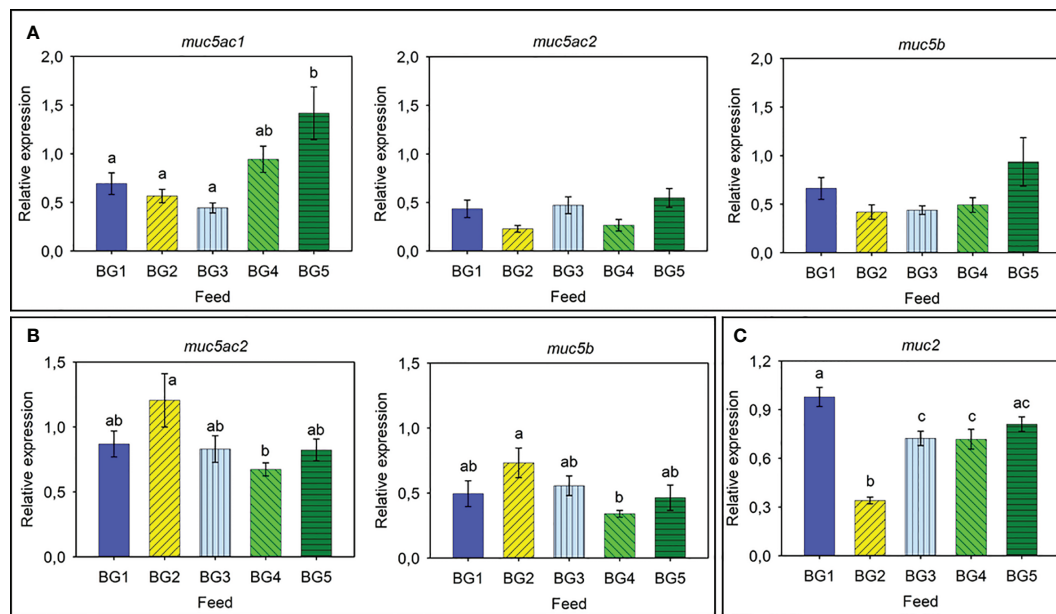 A
muc5ac1
muc5ac2
muc5b
Relative expression
2,0
1,5
1,0
0,5
0,0
a
a
a
ab
b
BG1 BG2 BG3 BG4 BG5
Feed
Relative expression
2,0
1,5
1,0
0,5
0,0
BG1 BG2 BG3 BG4 BG5
Feed
Relative expression
2,0
1,5
1,0
0,5
0,0
BG1 BG2 BG3 BG4 BG5
Feed
B
muc5ac2
Relative expression
1,5
1,0
0,5
0,0
ab
a
ab
b
ab
BG1 BG2 BG3 BG4 BG5
Feed
muc5b
Relative expression
1,5
1,0
0,5
0,0
ab
a
ab
b
ab
BG1 BG2 BG3 BG4 BG5
Feed
C
muc2
Relative expression
1,2
0,9
0,6
0,3
0,0
a
b
c
c
ac
BG1 BG2 BG3 BG4 BG5
Feed